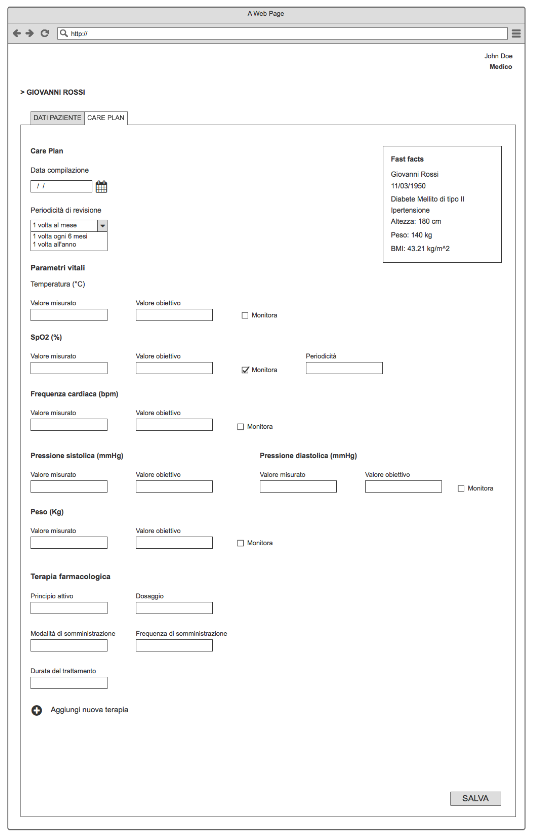 A Web Page
http://
John Doe
Medico
> GIOVANNI ROSSI
DATI PAZIENTE CARE PLAN
Care Plan
Data compilazione
/ /
Periodicità di revisione
1 volta al mese
1 volta ogni 6 mesi
1 volta all'anno
Fast facts
Giovanni Rossi
11/03/1950
Diabete Mellito di tipo II
Ipertensione
Altezza: 180 cm
Peso: 140 kg
BMI: 43.21 kg/m^2
Parametri vitali
Temperatura (°C)
Valore misurato Valore obiettivo
Monitora
SpO2 (%)
Valore misurato Valore obiettivo Periodicità
Monitora
Frequenza cardiaca (bpm)
Valore misurato Valore obiettivo
Monitora
Pressione sistolica (mmHg) Pressione diastolica (mmHg)
Valore misurato Valore obiettivo Valore misurato Valore obiettivo
Monitora
Peso (Kg)
Valore misurato Valore obiettivo
Monitora
Terapia farmacologica
Principio attivo Dosaggio
Modalità di somministrazione Frequenza di somministrazione
Durata del trattamento
Aggiungi nuova terapia
SALVA